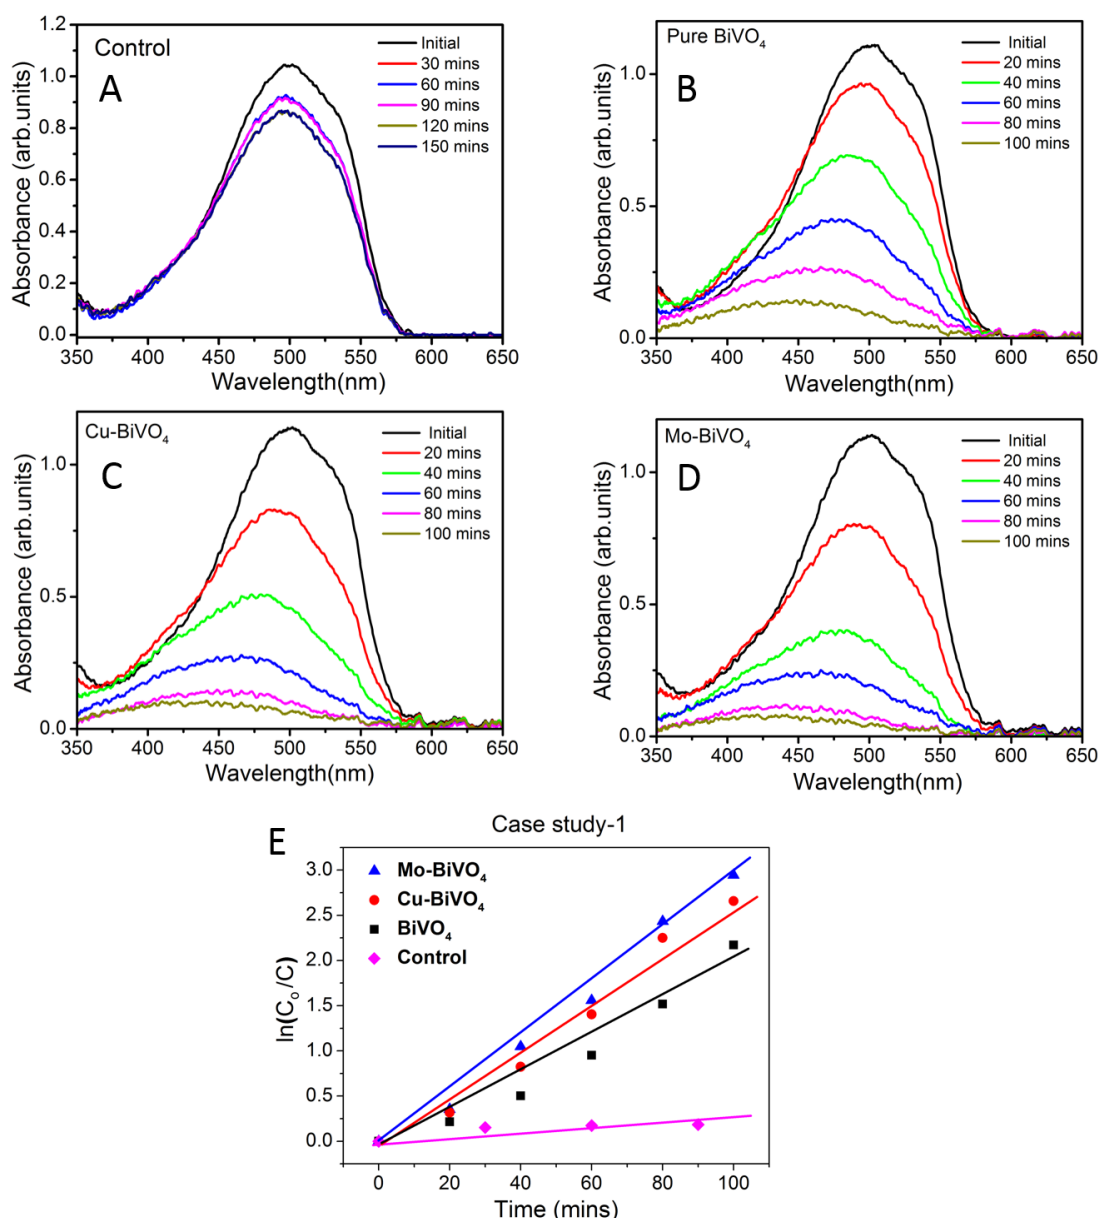 Control
A
Initial
30 mins
60 mins
90 mins
120 mins
150 mins
1.2
1.0
0.8
0.6
0.4
0.2
0.0
350 400 450 500 550 600 650
Absorbance (arb.units)
Wavelength(nm)
Pure BiVO4
B
Initial
20 mins
40 mins
60 mins
80 mins
100 mins
1.0
0.5
0.0
350 400 450 500 550 600 650
Absorbance (arb.units)
Wavelength(nm)
Cu-BiVO4
C
Initial
20 mins
40 mins
60 mins
80 mins
100 mins
1.0
0.5
0.0
350 400 450 500 550 600 650
Absorbance (arb.units)
Wavelength(nm)
Mo-BiVO4
D
Initial
20 mins
40 mins
60 mins
80 mins
100 mins
1.0
0.5
0.0
350 400 450 500 550 600 650
Absorbance (arb.units)
Wavelength(nm)
Case study-1
E
Mo-BiVO4
Cu-BiVO4
BiVO4
Control
3.0
2.5
2.0
1.5
1.0
0.5
0.0
0 20 40 60 80 100
ln(Co/C)
Time (mins)